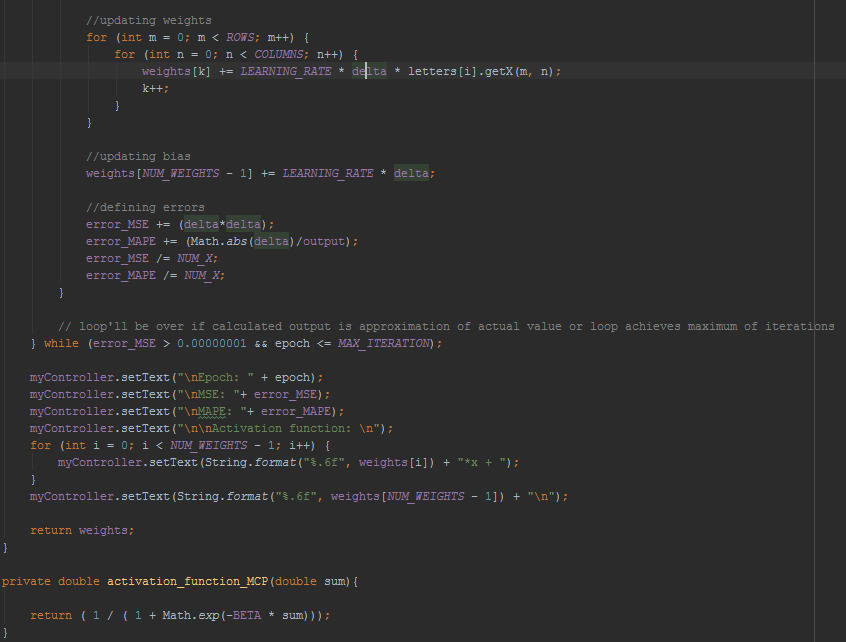 //updating weights
for (int m = 0; m < ROWS; m++) {
for (int n = 0; n < COLUMNS; n++) {
weights[k] += LEARNING_RATE * delta * letters[i].getX(m, n);
k++;
}
}
//updating bias
weights[NUM_WEIGHTS - 1] += LEARNING_RATE * delta;
//defining errors
error_MSE += (delta*delta);
error_MAPE += (Math.abs(delta)/output);
error_MSE /= NUM_X;
error_MAPE /= NUM_X;
}
// loop'll be over if calculated output is approximation of actual value or loop achieves maximum of iterations
} while (error_MSE > 0.00000001 && epoch <= MAX_ITERATION);
myController.setText("\nEpoch: " + epoch);
myController.setText("\nMSE: "+ error_MSE);
myController.setText("\nMAPE: "+ error_MAPE);
myController.setText("\n\nActivation function: \n");
for (int i = 0; i < NUM_WEIGHTS - 1; i++) {
myController.setText(String.format("%.6f", weights[i]) + "*x + ");
}
myController.setText(String.format("%.6f", weights[NUM_WEIGHTS - 1]) + "\n");
return weights;
}
private double activation_function_MCP(double sum){
return ( 1 / ( 1 + Math.exp(-BETA * sum)));
}